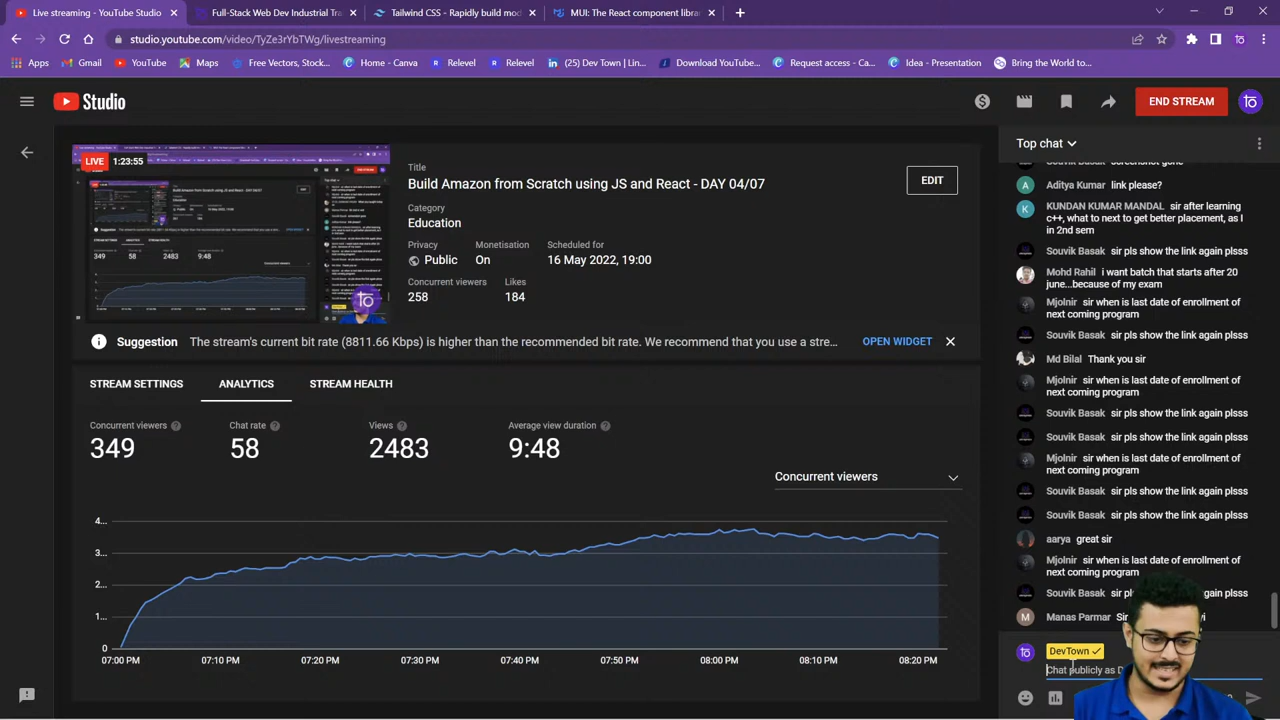 Live streaming - YouTube Studio
Full-Stack Web Dev Industrial Tra
Tailwind CSS - Rapidly build mod
MUI: The React component libra
studio.youtube.com/video/TyZe3rYbTWg/livestreaming
Apps
Gmail
YouTube
Maps
Free Vectors, Stock...
Home - Canva
Relevel
Relevel
(25) Dev Town | Lin...
Download YouTube...
Request access - Ca...
Idea - Presentation
Bring the World to...
Studio
END STREAM
LIVE 1:23:55
Title
Build Amazon from Scratch using JS and React - DAY 04/07
EDIT
Category
Education
Privacy Monetisation Scheduled for
Public On 16 May 2022, 19:00
Concurrent viewers Likes
258 184
Suggestion The stream's current bit rate (8811.66 Kbps) is higher than the recommended bit rate. We recommend that you use a stre...
OPEN WIDGET
STREAM SETTINGS ANALYTICS STREAM HEALTH
Concurrent viewers Chat rate Views Average view duration
349 58 2483 9:48
Concurrent viewers
4...
3...
2...
1...
0
07:00 PM 07:10 PM 07:20 PM 07:30 PM 07:40 PM 07:50 PM 08:00 PM 08:10 PM 08:20 PM
Top chat
Souvik Basak screenshot gone
Kumar link please?
KUNDAN KUMAR MANDAL sir after learning
c++, what to next to get better placement, as I
in 2nd sem
Souvik Basak sir pls show the link again plsss
Rahil i want batch that starts after 20
june...because of my exam
Mjolnir sir when is last date of enrollment of
next coming program
Souvik Basak sir pls show the link again plsss
Md Bilal Thank you sir
Mjolnir sir when is last date of enrollment of
next coming program
Souvik Basak sir pls show the link again plsss
Souvik Basak sir pls show the link again plsss
Mjolnir sir when is last date of enrollment of
next coming program
Souvik Basak sir pls show the link again plsss
Souvik Basak sir pls show the link again plsss
aarya great sir
Mjolnir sir when is last date of enrollment of
next coming program
Souvik Basak sir again plsss
Manas Parmar Sir
DevTown
Chat publicly as